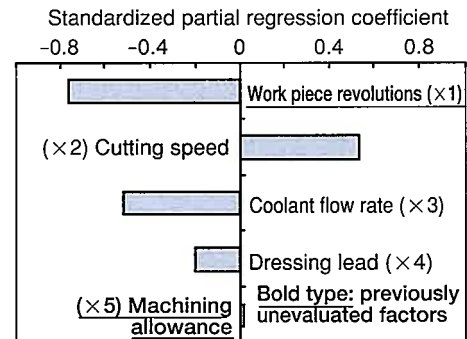 Standardized partial regression coefficient
−0.8 −0.4 0 0.4 0.8
Work piece revolutions (×1)
(×2) Cutting speed
Coolant flow rate (×3)
Dressing lead (×4)
(×5) Machining
allowance
Bold type: previously
unevaluated factors